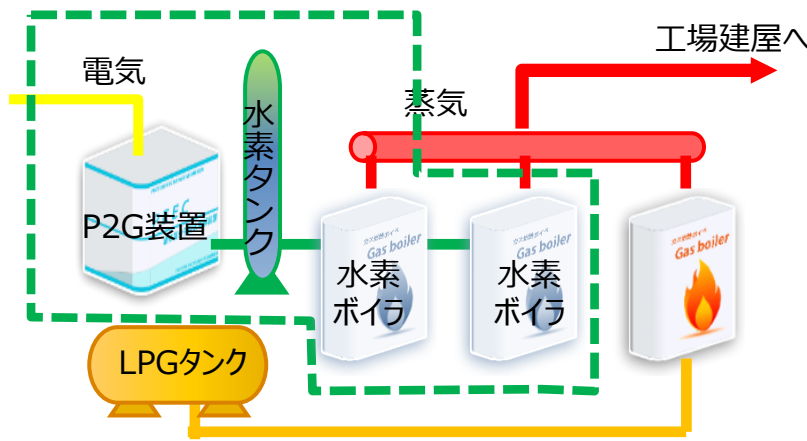 工場建屋へ
電気
蒸気
水素タンク
P2G装置
Gas boiler
Gas boiler
Gas boiler
水素
ボイラ
水素
ボイラ
LPGタンク